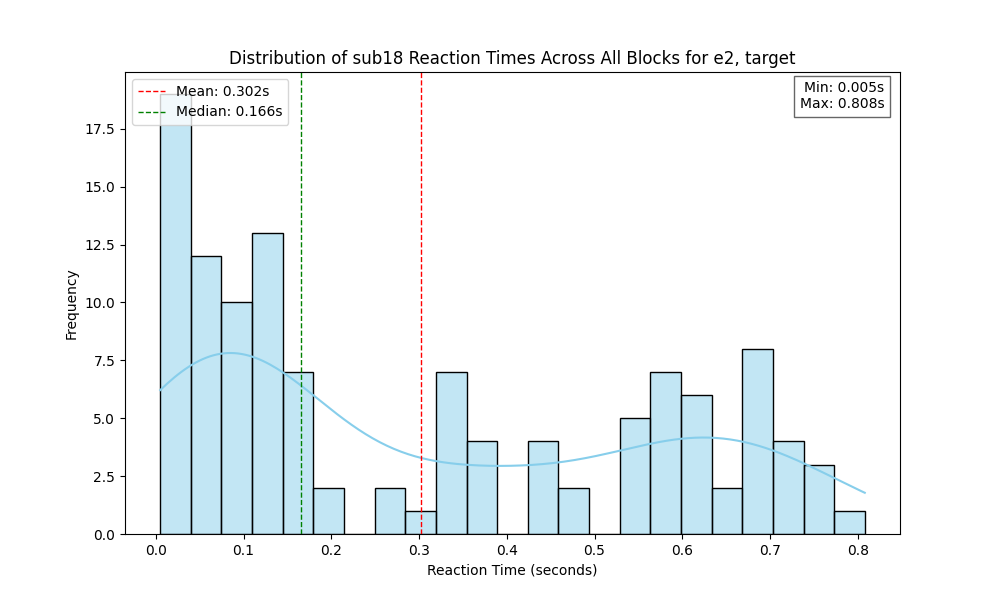 Distribution of sub18 Reaction Times Across All Blocks for e2, target
Mean: 0.302s
Median: 0.166s
Min: 0.005s
Max: 0.808s
17.5
15.0
12.5
10.0
7.5
5.0
2.5
0.0
Frequency
0.0 0.1 0.2 0.3 0.4 0.5 0.6 0.7 0.8
Reaction Time (seconds)